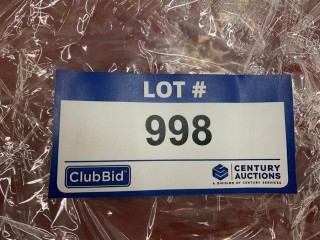 LOT #
998
ClubBid
CENTURY
AUCTIONS
A DIVISION OF CENTURY SERVICES